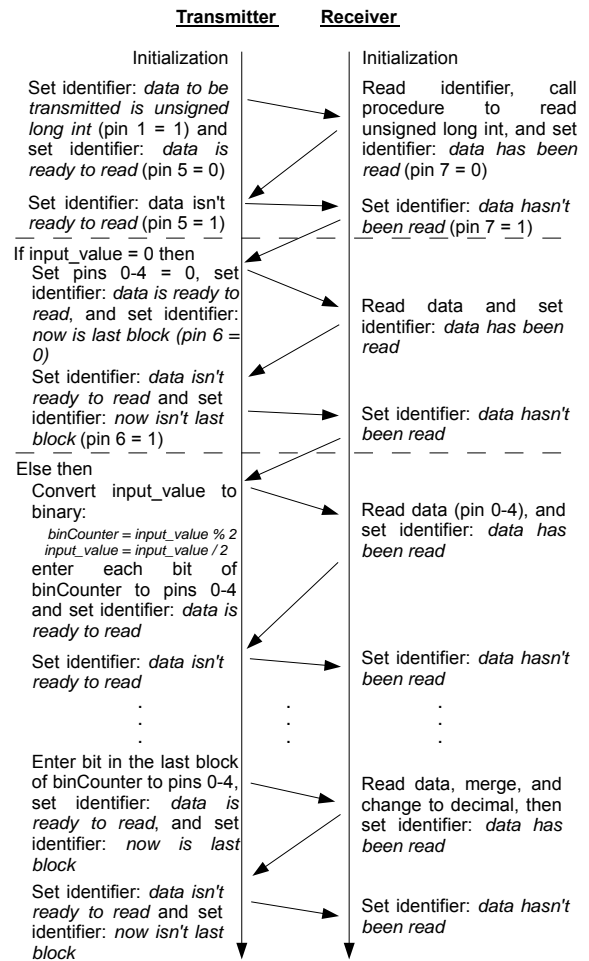 Transmitter Receiver
Initialization
Initialization
Set identifier: data to be
transmitted is unsigned
long int (pin 1 = 1) and
set identifier: data is
ready to read (pin 5 = 0)
Read identifier, call
procedure to read
unsigned long int, and set
identifier: data has been
read (pin 7 = 0)
Set identifier: data isn't
ready to read (pin 5 = 1)
Set identifier: data hasn't
been read (pin 7 = 1)
If input_value = 0 then
Set pins 0-4 = 0, set
identifier: data is ready to
read, and set identifier:
now is last block (pin 6 =
0)
Read data and set
identifier: data has been
read
Set identifier: data isn't
ready to read and set
identifier: now isn't last
block (pin 6 = 1)
Set identifier: data hasn't
been read
Else then
Convert input_value to
binary:
binCounter = input_value % 2
input_value = input_value / 2
enter each bit of
binCounter to pins 0-4
and set identifier: data is
ready to read
Read data (pin 0-4), and
set identifier: data has
been read
Set identifier: data isn't
ready to read
Set identifier: data hasn't
been read
. . .
. . .
. . .
Enter bit in the last block
of binCounter to pins 0-4,
set identifier: data is
ready to read, and set
identifier: now is last
block
Read data, merge, and
change to decimal, then
set identifier: data has
been read
Set identifier: data isn't
ready to read and set
identifier: now isn't last
block
Set identifier: data hasn't
been read